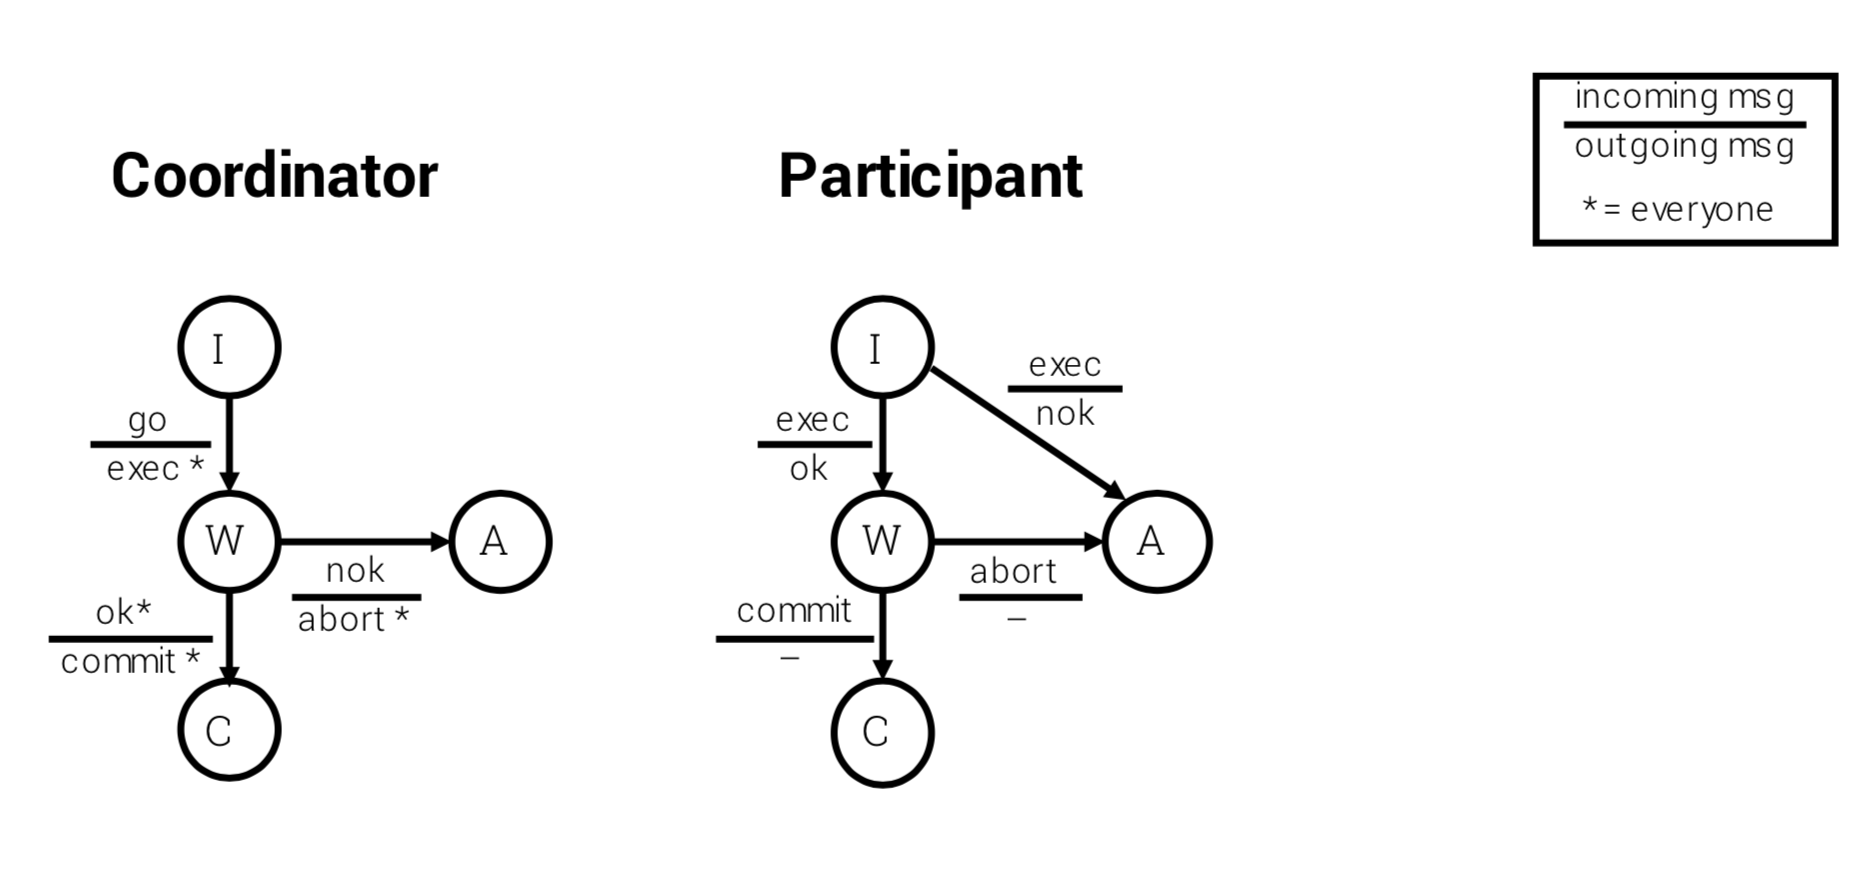 incoming msg
outgoing msg
* = everyone
Coordinator
I
go
exec *
W
nok
abort *
A
ok*
commit *
C
Participant
I
exec
ok
exec
nok
W
abort
–
A
commit
–
C